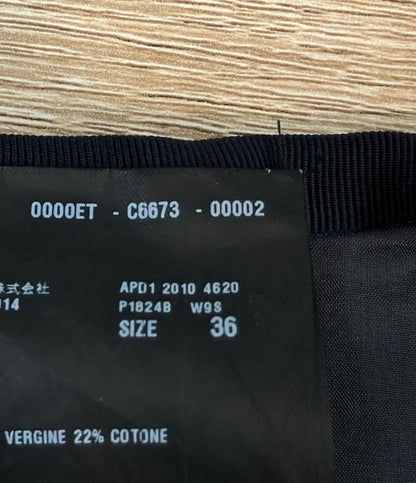 0000ET - C6673 - 00002
株式会社 APD1 2010 4620
014 P1824B W9S
SIZE 36
VERGINE 22% COTONE